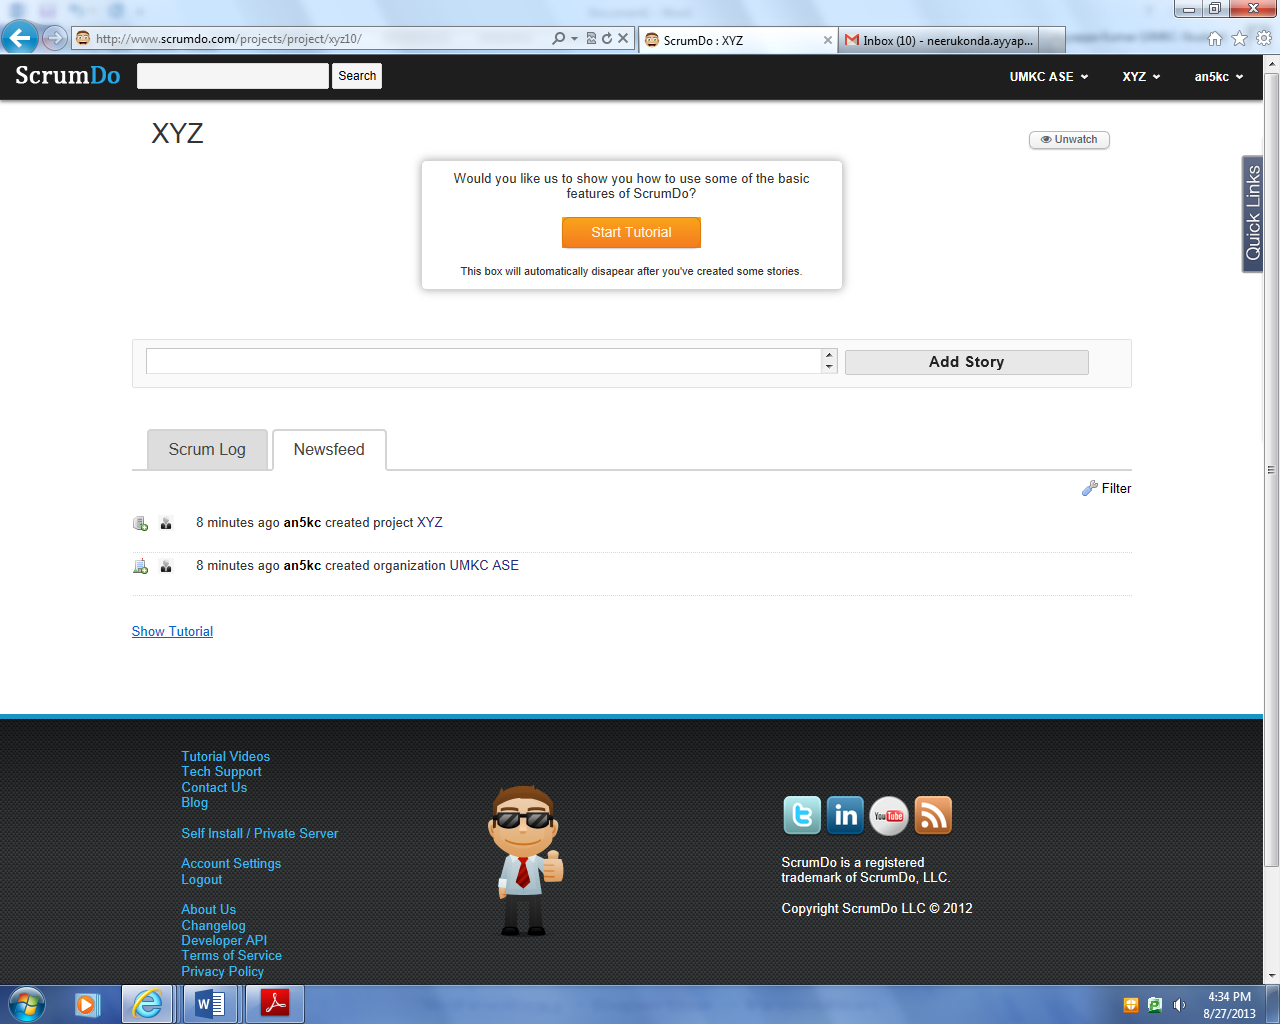 http://www.scrumdo.com/projects/project/xyz10/
ScrumDo : XYZ
Inbox (10) - neerukonda.ayyap...
ScrumDo
Search
UMKC ASE
XYZ
an5kc
XYZ
Unwatch
Would you like us to show you how to use some of the basic
features of ScrumDo?
Start Tutorial
This box will automatically disapear after you've created some stories.
Quick Links
Add Story
Scrum Log
Newsfeed
Filter
8 minutes ago an5kc created project XYZ
8 minutes ago an5kc created organization UMKC ASE
Show Tutorial
Tutorial Videos
Tech Support
Contact Us
Blog
Self Install / Private Server
Account Settings
Logout
About Us
Changelog
Developer API
Terms of Service
Privacy Policy
You Tube
ScrumDo is a registered
trademark of ScrumDo, LLC.
Copyright ScrumDo LLC © 2012
4:34 PM
8/27/2013